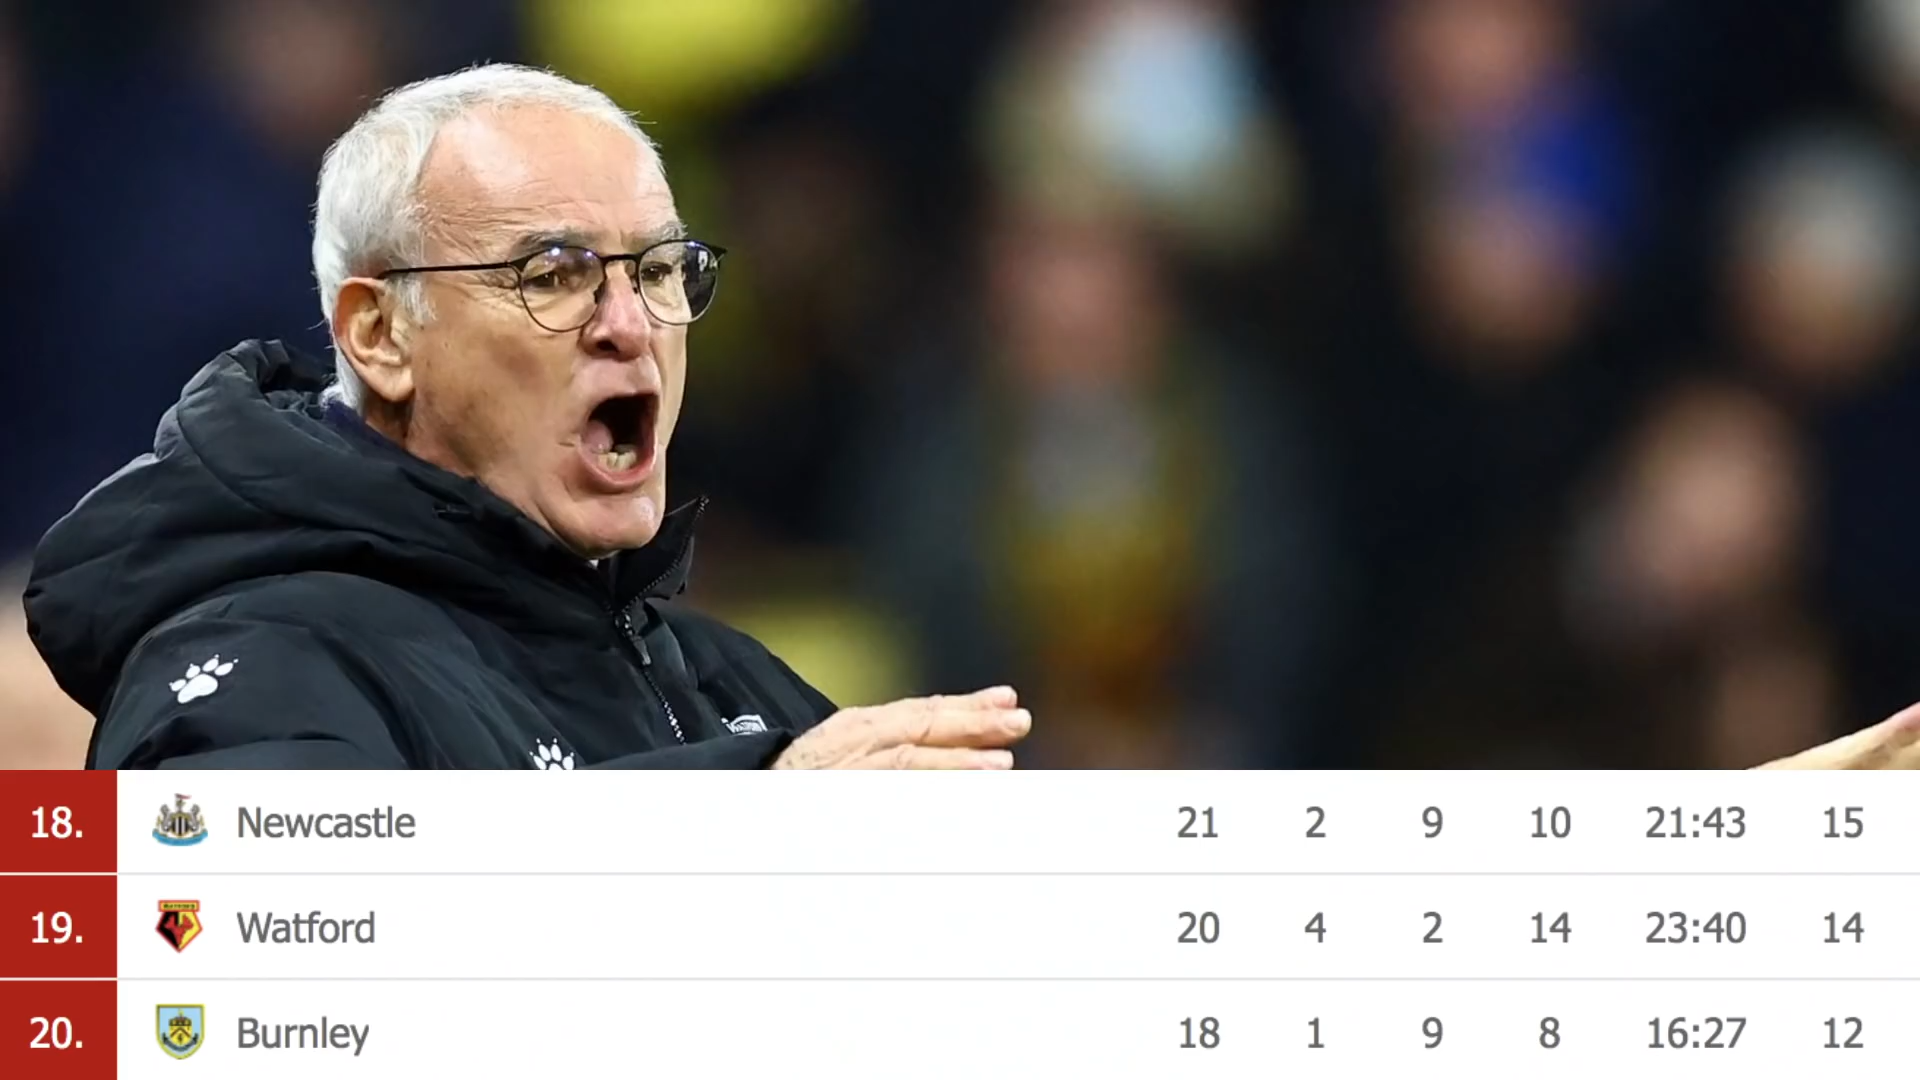 18. Newcastle 21 2 9 10 21:43 15
19. Watford 20 4 2 14 23:40 14
20. Burnley 18 1 9 8 16:27 12